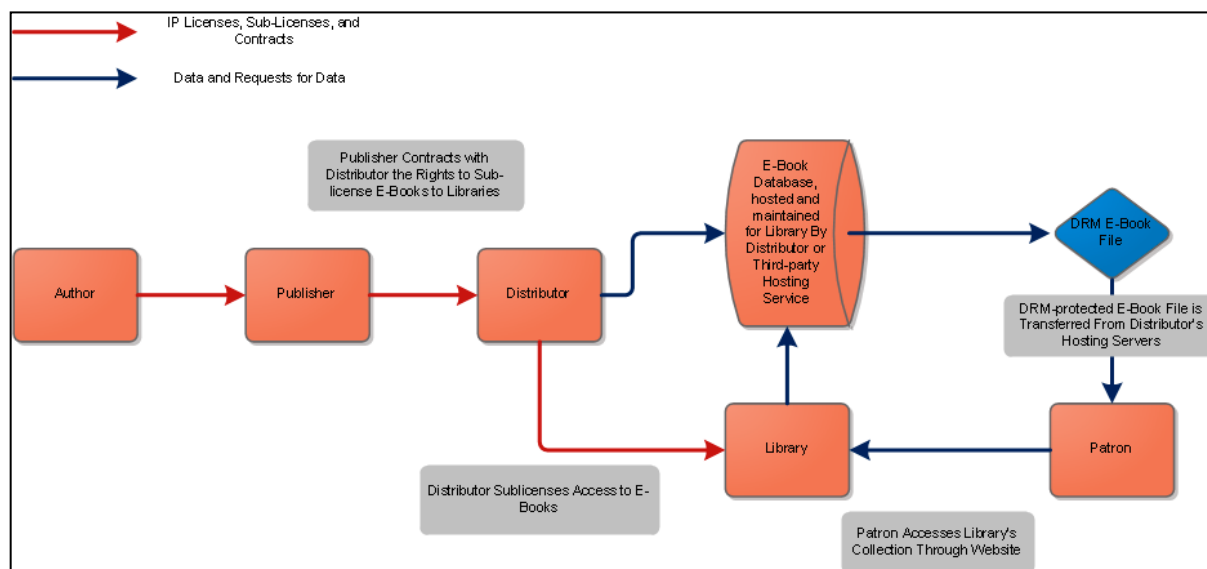 IP Licenses, Sub-Licenses, and
Contracts
Data and Requests for Data
Publisher Contracts with
Distributor the Rights to Sub-
license E-Books to Libraries
E-Book
Database,
hosted and
maintained
for Library By
Distributor or
Third-party
Hosting
Service
DRM E-Book
File
Author
Publisher
Distributor
DRM-protected E-Book File is
Transferred From Distributor's
Hosting Servers
Library
Patron
Distributor Sublicenses Access to E-
Books
Patron Accesses Library's
Collection Through Website